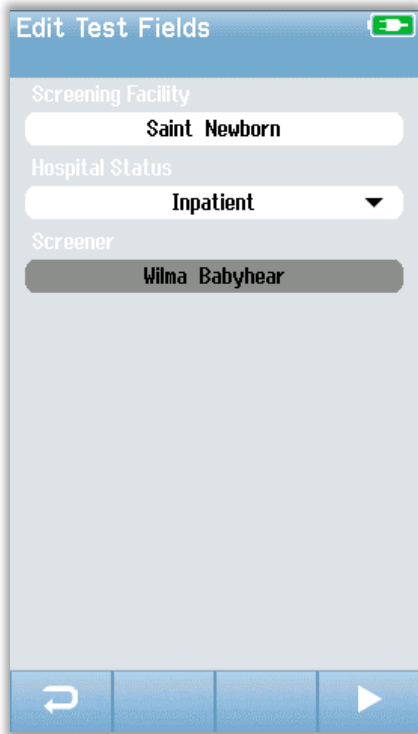 Edit Test Fields
Screening Facility
Saint Newborn
Hospital Status
Inpatient
Screener
Wilma Babyhear